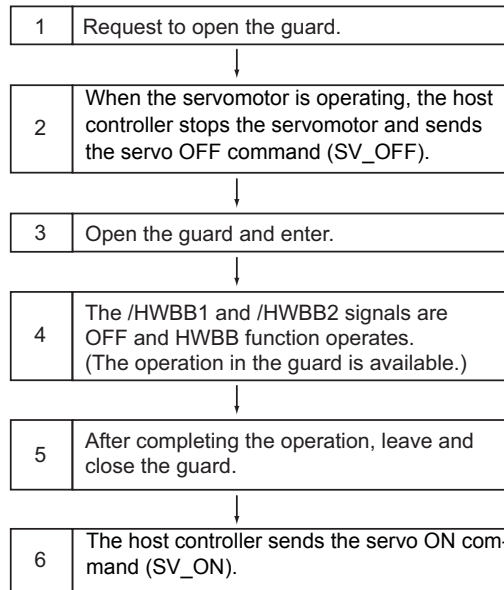 1 Request to open the guard.
2
When the servomotor is operating, the host
controller stops the servomotor and sends
the servo OFF command (SV_OFF).
3 Open the guard and enter.
4
The /HWBB1 and /HWBB2 signals are
OFF and HWBB function operates.
(The operation in the guard is available.)
5
After completing the operation, leave and
close the guard.
6
The host controller sends the servo ON com-
mand (SV_ON).